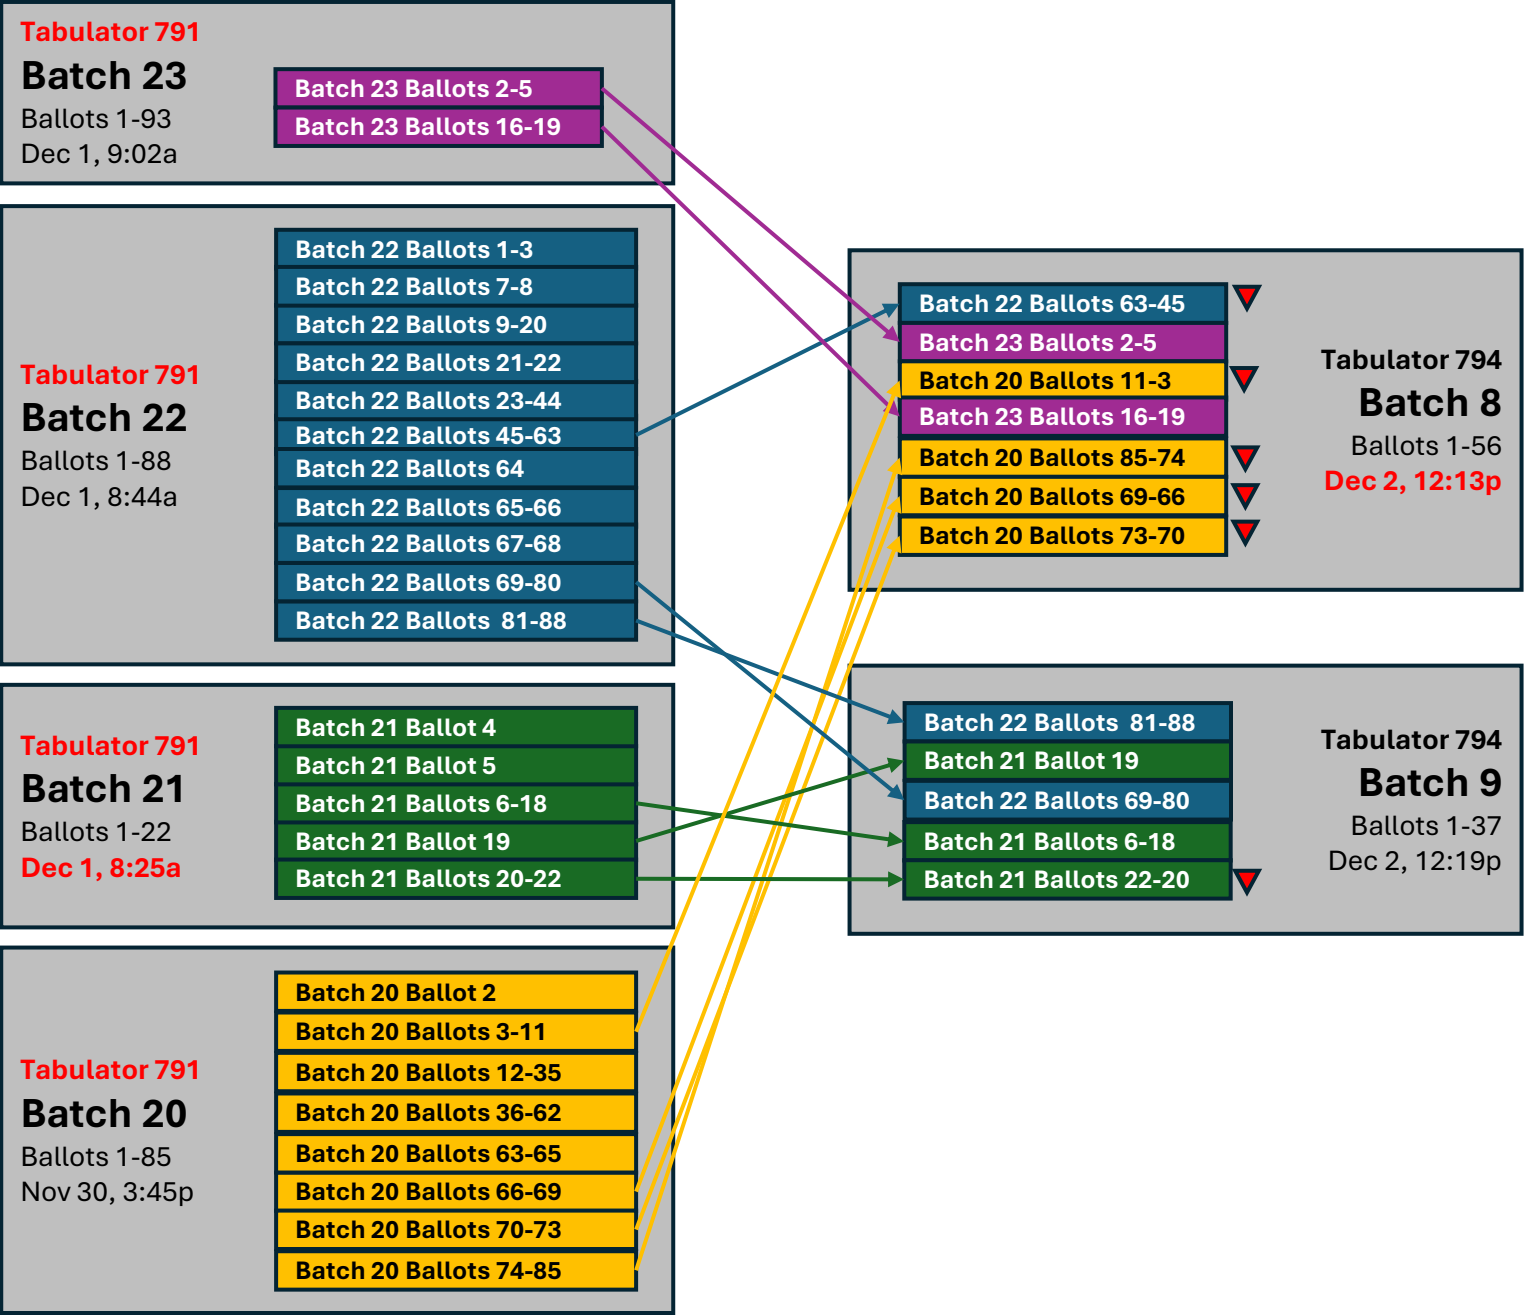 Tabulator 791
Batch 23
Ballots 1-93
Dec 1, 9:02a
Batch 23 Ballots 2-5
Batch 23 Ballots 16-19
Tabulator 791
Batch 22
Ballots 1-88
Dec 1, 8:44a
Batch 22 Ballots 1-3
Batch 22 Ballots 7-8
Batch 22 Ballots 9-20
Batch 22 Ballots 21-22
Batch 22 Ballots 23-44
Batch 22 Ballots 45-63
Batch 22 Ballots 64
Batch 22 Ballots 65-66
Batch 22 Ballots 67-68
Batch 22 Ballots 69-80
Batch 22 Ballots  81-88
Tabulator 791
Batch 21
Ballots 1-22
Dec 1, 8:25a
Batch 21 Ballot 4
Batch 21 Ballot 5
Batch 21 Ballots 6-18
Batch 21 Ballot 19
Batch 21 Ballots 20-22
Tabulator 791
Batch 20
Ballots 1-85
Nov 30, 3:45p
Batch 20 Ballot 2
Batch 20 Ballots 3-11
Batch 20 Ballots 12-35
Batch 20 Ballots 36-62
Batch 20 Ballots 63-65
Batch 20 Ballots 66-69
Batch 20 Ballots 70-73
Batch 20 Ballots 74-85
Batch 22 Ballots 63-45
Batch 23 Ballots 2-5
Batch 20 Ballots 11-3
Batch 23 Ballots 16-19
Batch 20 Ballots 85-74
Batch 20 Ballots 69-66
Batch 20 Ballots 73-70
Tabulator 794
Batch 8
Ballots 1-56
Dec 2, 12:13p
Batch 22 Ballots  81-88
Batch 21 Ballot 19
Batch 22 Ballots 69-80
Batch 21 Ballots 6-18
Batch 21 Ballots 22-20
Tabulator 794
Batch 9
Ballots 1-37
Dec 2, 12:19p